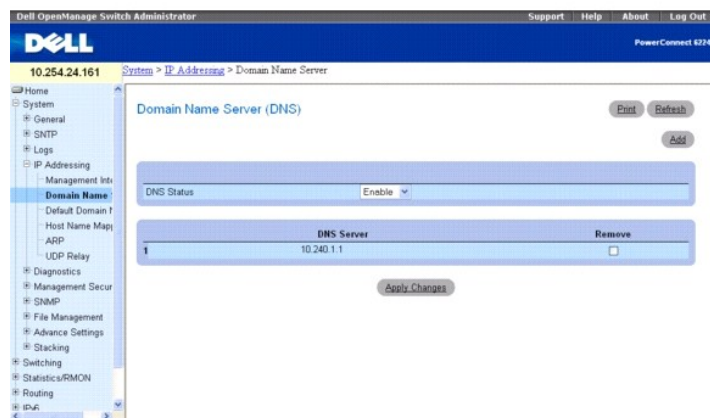 Dell OpenManage Switch Administrator
Support Help About Log Out
DELL
PowerConnect 6224
10.254.24.161
System > IP Addressing > Domain Name Server
Home
System
General
SNTP
Logs
IP Addressing
Management Inte
Domain Name
Default Domain N
Host Name Mapp
ARP
UDP Relay
Diagnostics
Management Secur
SNMP
File Management
Advance Settings
Stacking
Switching
Statistics/RMON
Routing
IPv6
Domain Name Server (DNS)
Print Refresh
Add
DNS Status Enable
DNS Server Remove
1 10.240.1.1
Apply Changes